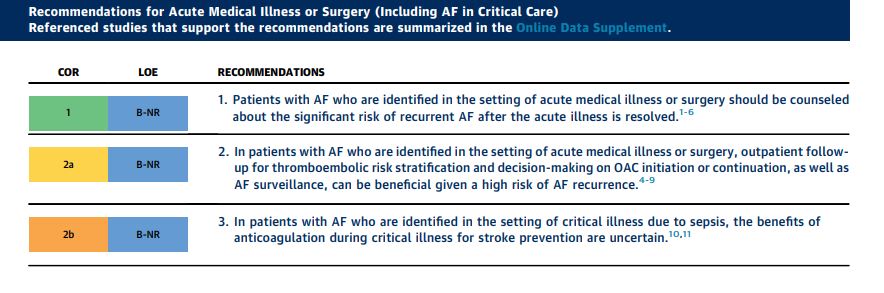 Recommendations for Acute Medical Illness or Surgery (Including AF in Critical Care)
Referenced studies that support the recommendations are summarized in the Online Data Supplement.
COR LOE RECOMMENDATIONS
1 B-NR 1. Patients with AF who are identified in the setting of acute medical illness or surgery should be counseled
about the significant risk of recurrent AF after the acute illness is resolved.1-6
2a B-NR 2. In patients with AF who are identified in the setting of acute medical illness or surgery, outpatient follow-
up for thromboembolic risk stratification and decision-making on OAC initiation or continuation, as well as
AF surveillance, can be beneficial given a high risk of AF recurrence.4-9
2b B-NR 3. In patients with AF who are identified in the setting of critical illness due to sepsis, the benefits of
anticoagulation during critical illness for stroke prevention are uncertain.10,11